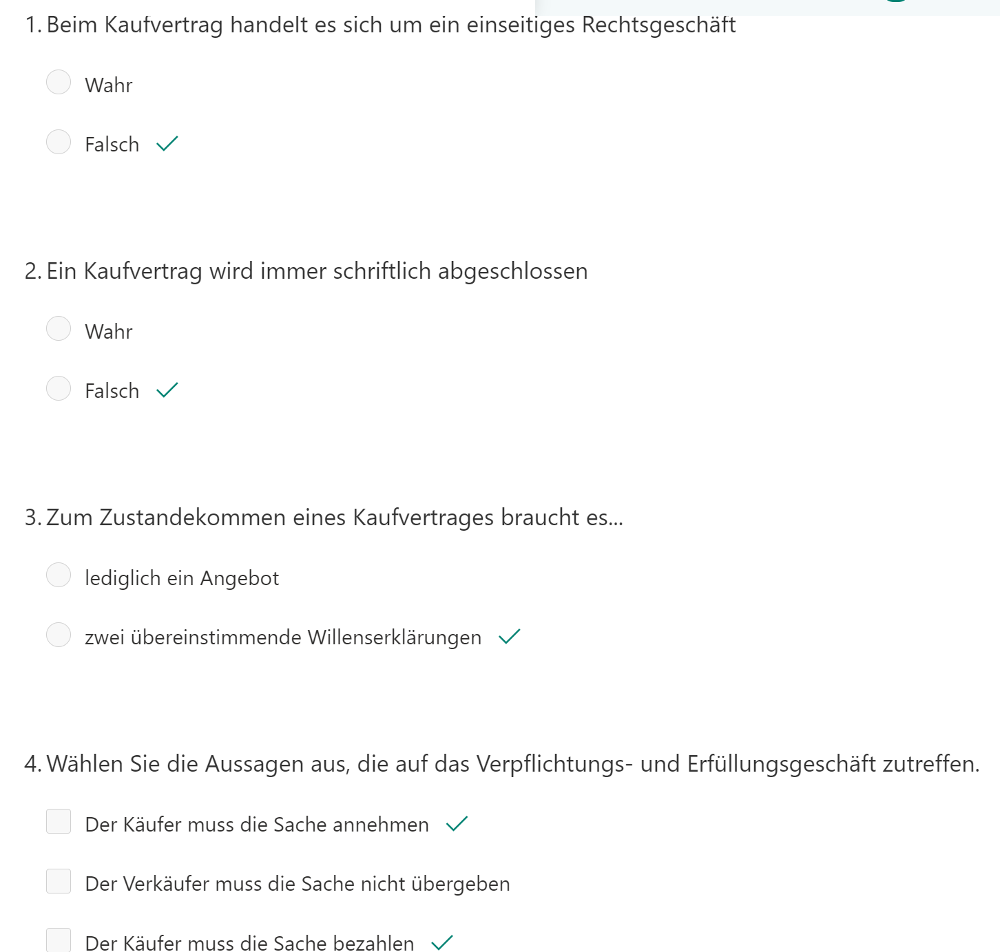 1. Beim Kaufvertrag handelt es sich um ein einseitiges Rechtsgeschäft
Wahr
Falsch
2. Ein Kaufvertrag wird immer schriftlich abgeschlossen
Wahr
Falsch
3. Zum Zustandekommen eines Kaufvertrages braucht es...
lediglich ein Angebot
zwei übereinstimmende Willenserklärungen
4. Wählen Sie die Aussagen aus, die auf das Verpflichtungs- und Erfüllungsgeschäft zutreffen.
Der Käufer muss die Sache annehmen
Der Verkäufer muss die Sache nicht übergeben
Der Käufer muss die Sache bezahlen